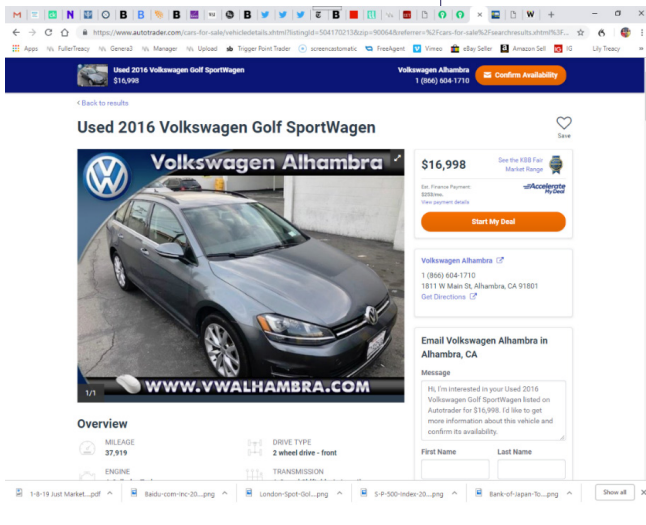 https://www.autotrader.com/cars-for-sale/vehicledetails.xhtml?listingId=504170213&zip=90064&referrer=%2Fcars-for-sale%2Fsearchresults.xhtml%3F...
Apps FullerTreacy General3 Manager Upload Trigger Point Trader screencastomatic FreeAgent Vimeo eBay Seller Amazon Sell IG Lily Treacy
Used 2016 Volkswagen Golf SportWagen
$16,998
Volkswagen Alhambra
1 (866) 604-1710
Confirm Availability
Back to results
Used 2016 Volkswagen Golf SportWagen
Save
Volkswagen Alhambra
WWW.VWALHAMBRA.COM
1/1
$16,998
See the KBB Fair
Market Range
Est. Finance Payment
View payment details
Accelerate
My Deal
Start My Deal
Volkswagen Alhambra
1 (866) 604-1710
1811 W Main St, Alhambra, CA 91801
Get Directions
Email Volkswagen Alhambra in
Alhambra, CA
Message
Hi, I'm interested in your Used 2016
Volkswagen Golf SportWagen listed on
Autotrader for $16,998. I'd like to get
more information about this vehicle and
confirm its availability.
First Name Last Name
Overview
MILEAGE
37,919
DRIVE TYPE
2 wheel drive - front
ENGINE
TRANSMISSION
1-8-19 Just Market....pdf Baidu-com-Inc-20....png London-Spot-Gol....png S-P-500-Index-20....png Bank-of-Japan-To....png Show all